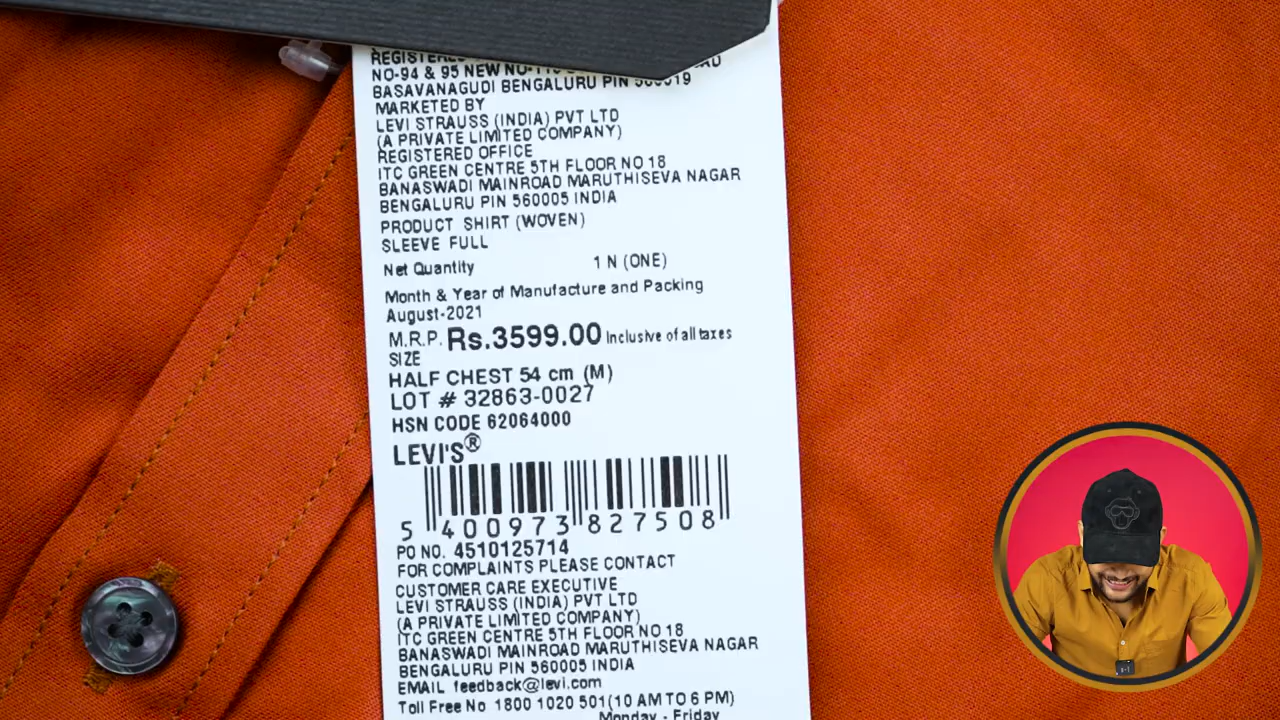 NO-94 & 95 NEW
BASAVANAGUDI BENGALURU PIN
MARKETED BY
LEVI STRAUSS (INDIA) PVT LTD
(A PRIVATE LIMITED COMPANY)
REGISTERED OFFICE
ITC GREEN CENTRE 5TH FLOOR NO 18
BANASWADI MAINROAD MARUTHISEVA NAGAR
BENGALURU PIN 560005 INDIA
PRODUCT SHIRT (WOVEN)
SLEEVE FULL
Net Quantity 1 N (ONE)
Month & Year of Manufacture and Packing
August-2021
M.R.P. Rs.3599.00 Inclusive of all taxes
SIZE
HALF CHEST 54 cm (M)
LOT # 32863-0027
HSN CODE 62064000
LEVI'S®
5 400973 827508
PO NO. 4510125714
FOR COMPLAINTS PLEASE CONTACT
CUSTOMER CARE EXECUTIVE
LEVI STRAUSS (INDIA) PVT LTD
(A PRIVATE LIMITED COMPANY)
ITC GREEN CENTRE 5TH FLOOR NO 18
BANASWADI MAINROAD MARUTHISEVA NAGAR
BENGALURU PIN 560005 INDIA
EMAIL feedback@levi.com
Toll Free No 1800 1020 501(10 AM TO 6 PM)
Monday - Friday